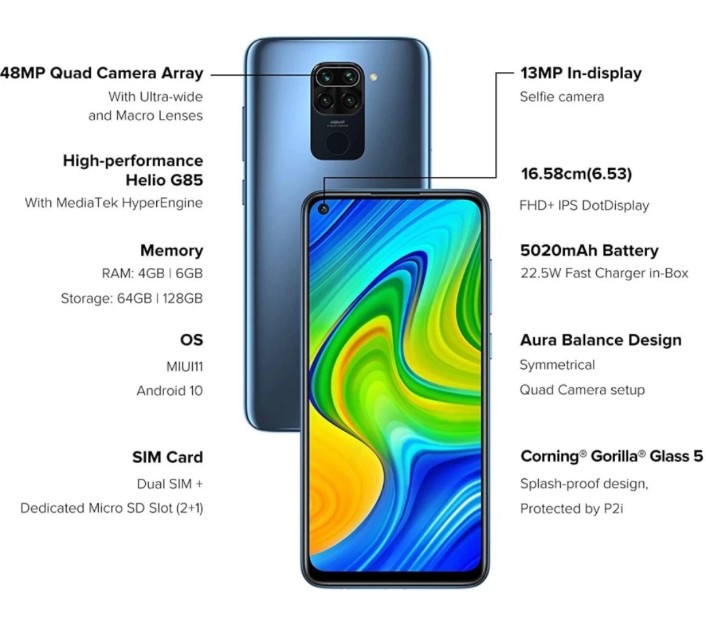 48MP Quad Camera Array
With Ultra-wide
and Macro Lenses
High-performance
Helio G85
With MediaTek HyperEngine
Memory
RAM: 4GB | 6GB
Storage: 64GB | 128GB
OS
MIUI11
Android 10
SIM Card
Dual SIM +
Dedicated Micro SD Slot (2+1)
13MP In-display
Selfie camera
16.58cm(6.53)
FHD+ IPS DotDisplay
5020mAh Battery
22.5W Fast Charger in-Box
Aura Balance Design
Symmetrical
Quad Camera setup
Corning® Gorilla® Glass 5
Splash-proof design,
Protected by P2i